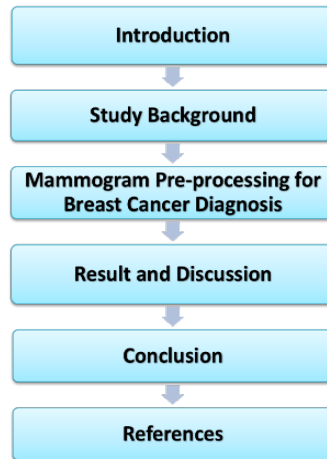 Introduction
Study Background
Mammogram Pre-processing for
Breast Cancer Diagnosis
Result and Discussion
Conclusion
References